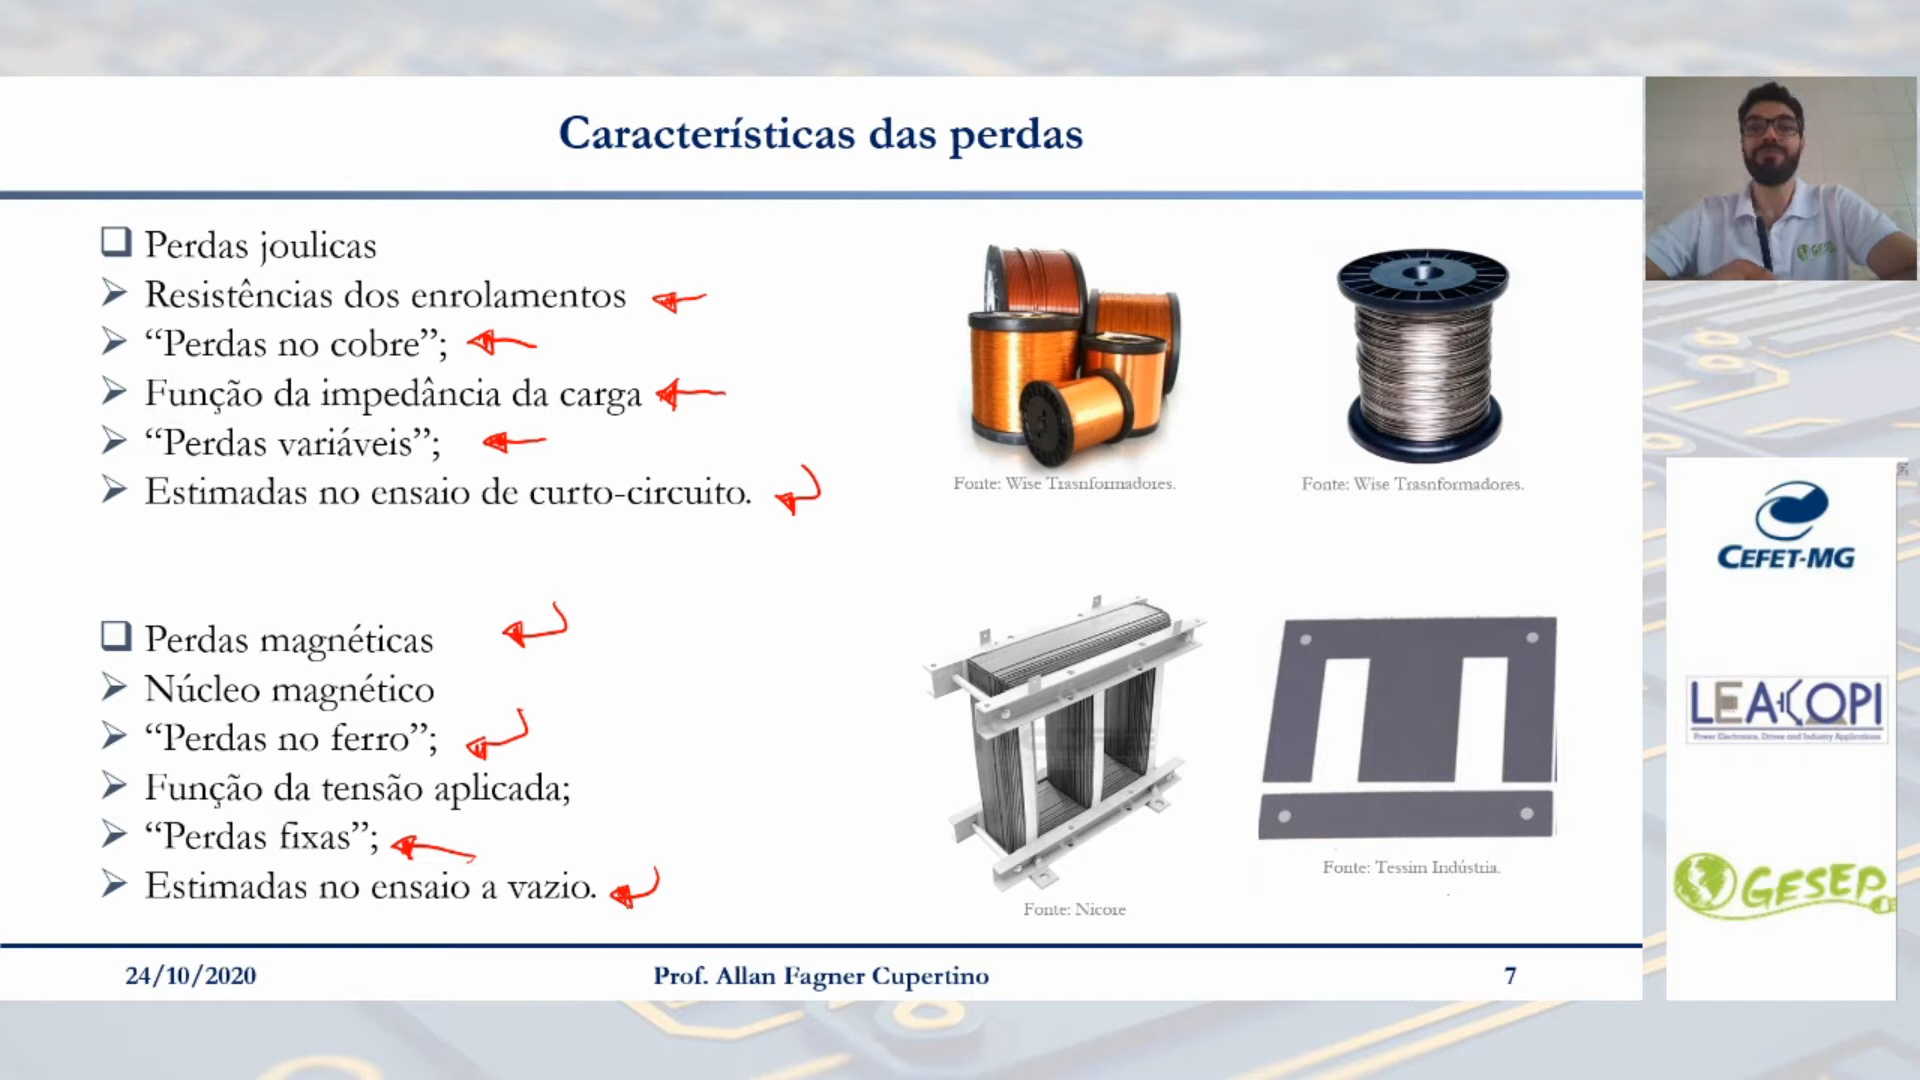 Características das perdas
Perdas joulicas
Resistências dos enrolamentos
“Perdas no cobre”;
Função da impedância da carga
“Perdas variáveis”;
Estimadas no ensaio de curto-circuito.
Fonte: Wise Trasnformadores.
Fonte: Wise Trasnformadores.
Perdas magnéticas
Núcleo magnético
“Perdas no ferro”;
Função da tensão aplicada;
“Perdas fixas”;
Estimadas no ensaio a vazio.
Fonte: Nicore
Fonte: Tessim Indústria.
24/10/2020
Prof. Allan Fagner Cupertino
7
GESEP
CEFET-MG
LEACOPI
Power Electronics, Drives and Industry Applications
GESEP